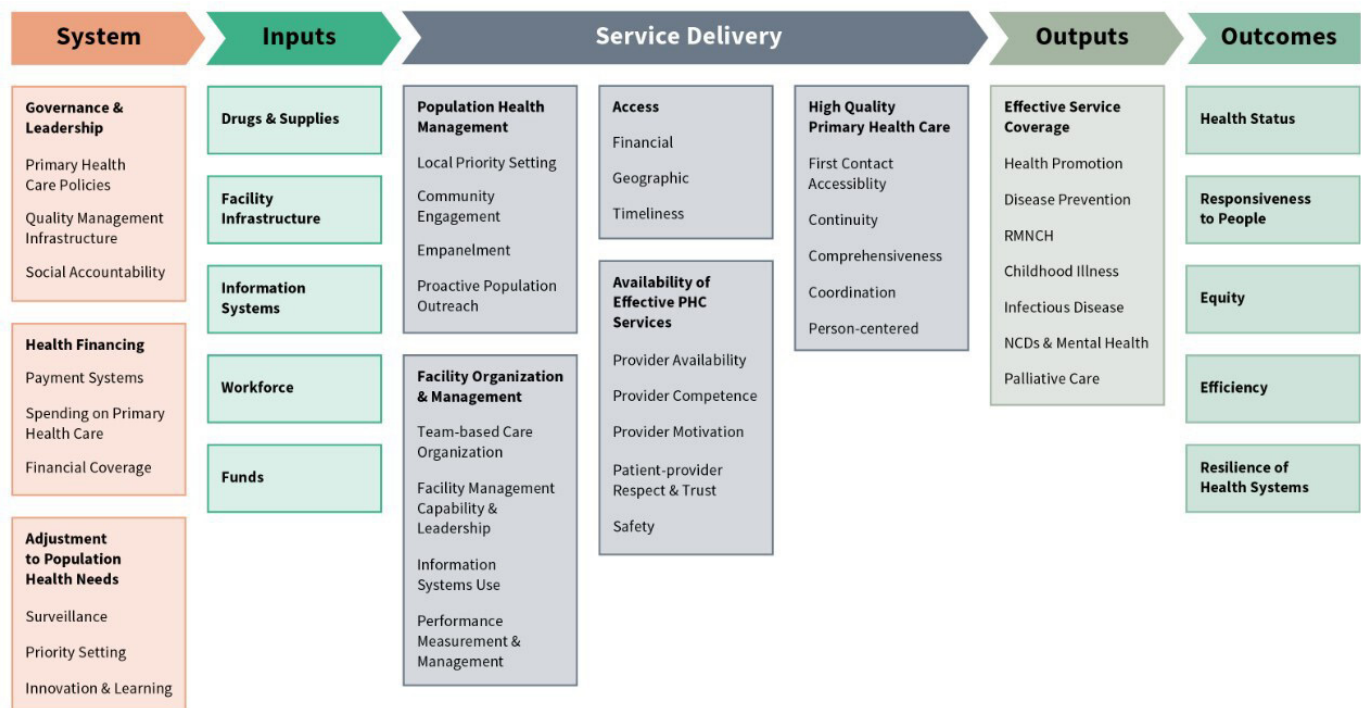 System
Inputs
Service Delivery
Outputs
Outcomes
Governance &
Leadership
Primary Health
Care Policies
Quality Management
Infrastructure
Social Accountability
Health Financing
Payment Systems
Spending on Primary
Health Care
Financial Coverage
Adjustment
to Population
Health Needs
Surveillance
Priority Setting
Innovation & Learning
Drugs & Supplies
Facility
Infrastructure
Information
Systems
Workforce
Funds
Population Health
Management
Local Priority Setting
Community
Engagement
Empanelment
Proactive Population
Outreach
Facility Organization
& Management
Team-based Care
Organization
Facility Management
Capability &
Leadership
Information
Systems Use
Performance
Measurement &
Management
Access
Financial
Geographic
Timeliness
Availability of
Effective PHC
Services
Provider Availability
Provider Competence
Provider Motivation
Patient-provider
Respect & Trust
Safety
High Quality
Primary Health Care
First Contact
Accessiblity
Continuity
Comprehensiveness
Coordination
Person-centered
Effective Service
Coverage
Health Promotion
Disease Prevention
RMNCH
Childhood Illness
Infectious Disease
NCDs & Mental Health
Palliative Care
Health Status
Responsiveness
to People
Equity
Efficiency
Resilience of
Health Systems